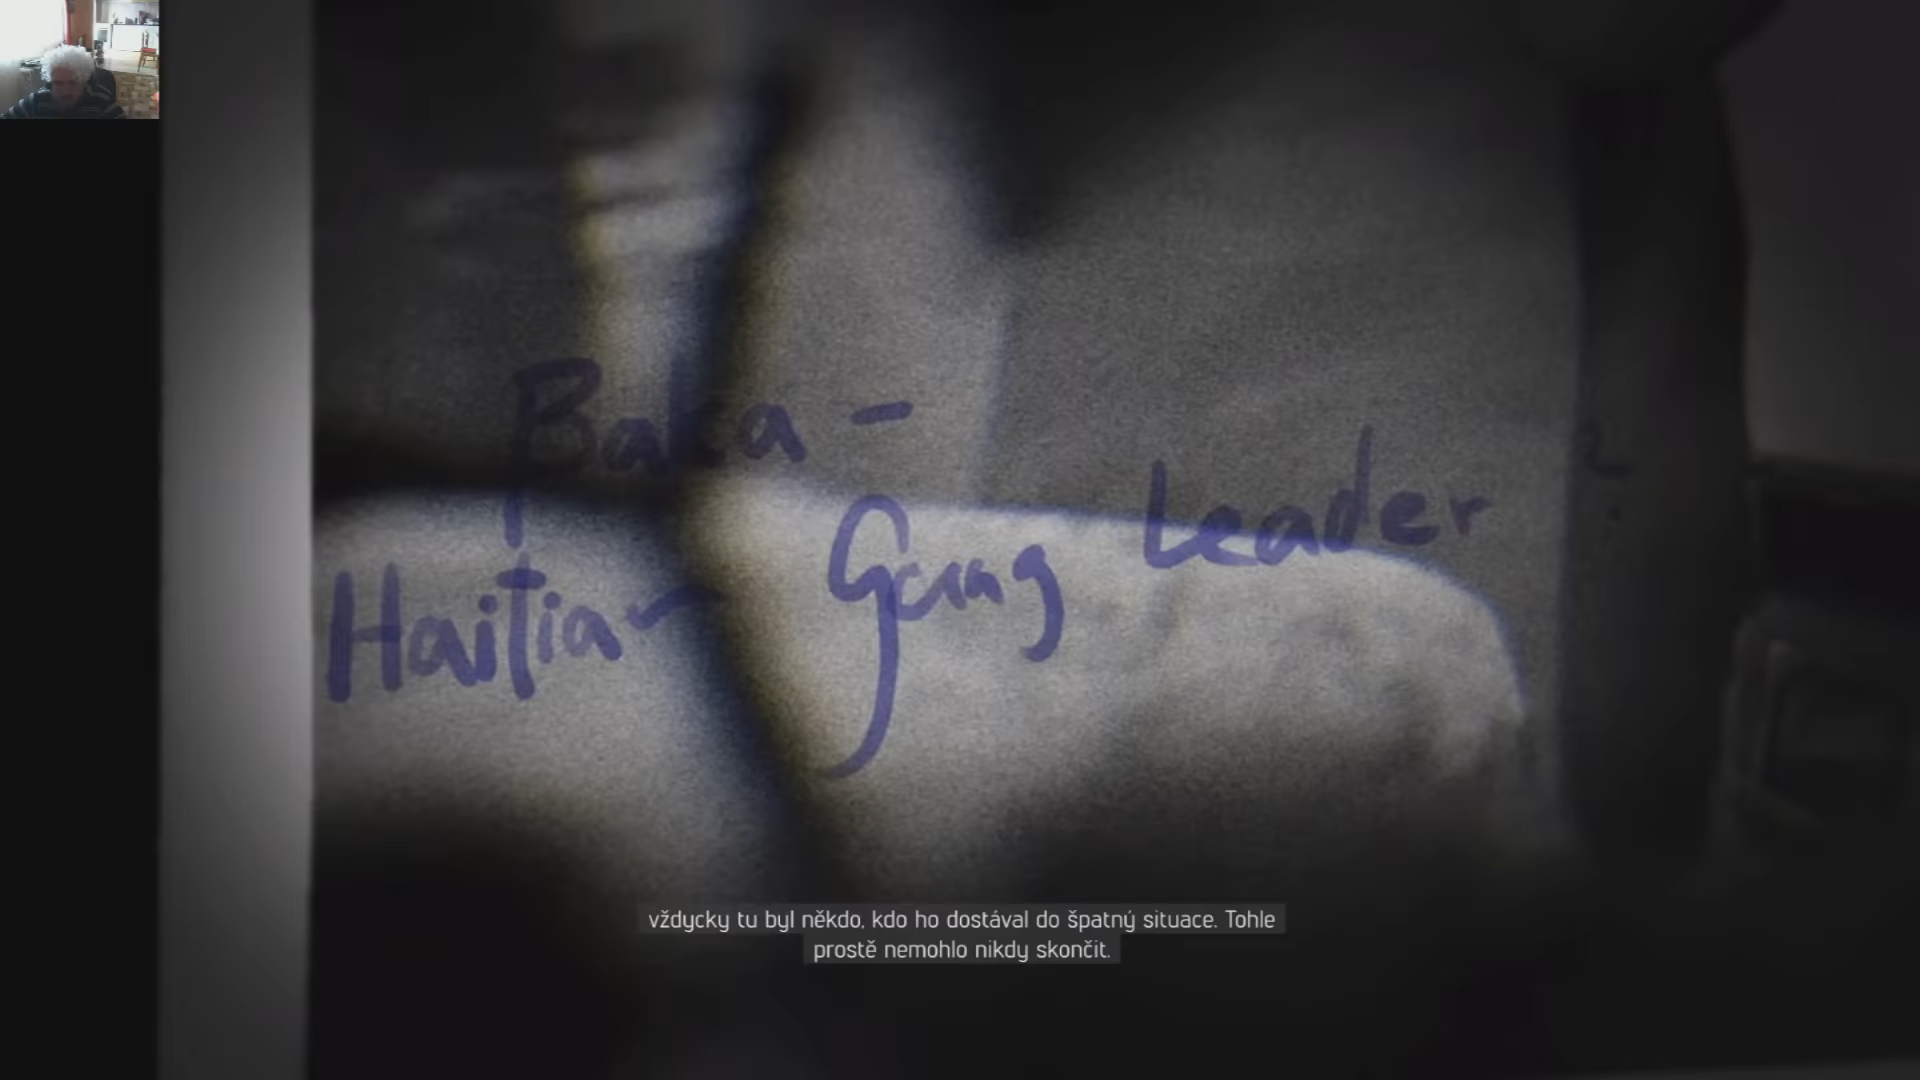 Baka -
Haitian Gang Leader
vždycky tu byl někdo, kdo ho dostával do špatný situace. Tohle
prostě nemohlo nikdy skončit.